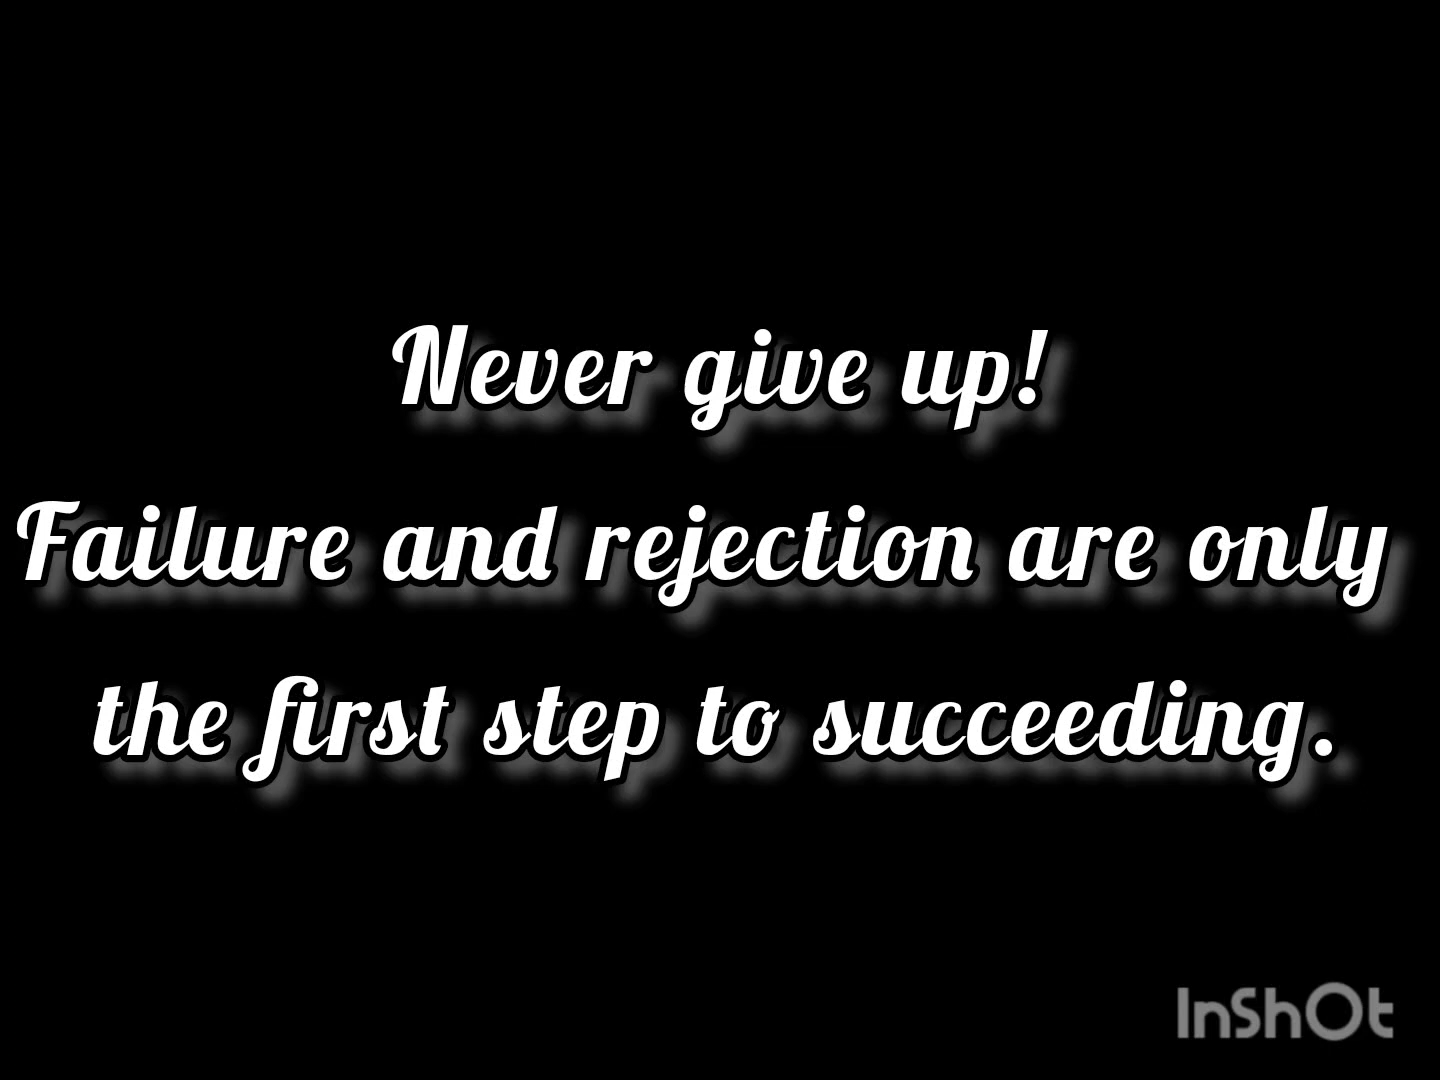 Never give up!
Failure and rejection are only
the first step to succeeding.
InShOt